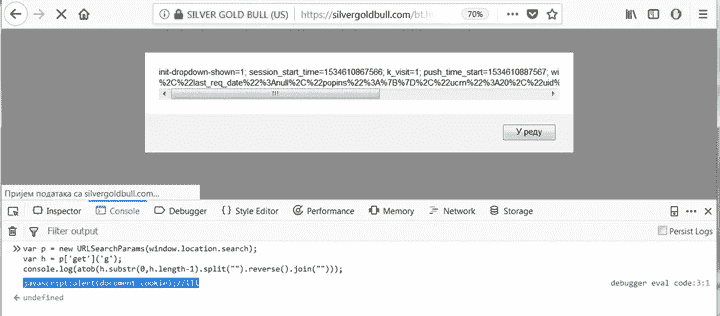 SILVER GOLD BULL (US)
https://silvergoldbull.com/bt.h
70%
init-dropdown-shown=1; session_start_time=1534610867566; k_visit=1; push_time_start=1534610887567; wi
%2C%22last_req_date%22%3Anull%2C%22popins%22%3A%7B%7D%2C%22ucrn%22%3A20%2C%22uid%
У реду
Пријем података са silvergoldbull.com...
Inspector
Console
Debugger
Style Editor
Performance
Memory
Network
Storage
Filter output
Persist Logs
var p = new URLSearchParams(window.location.search);
var h = p['get']('g');
console.log(atob(h.substr(0,h.length-1).split("").reverse().join("")));
javascript:alert(document.cookie);//
debugger eval code:3:1
undefined